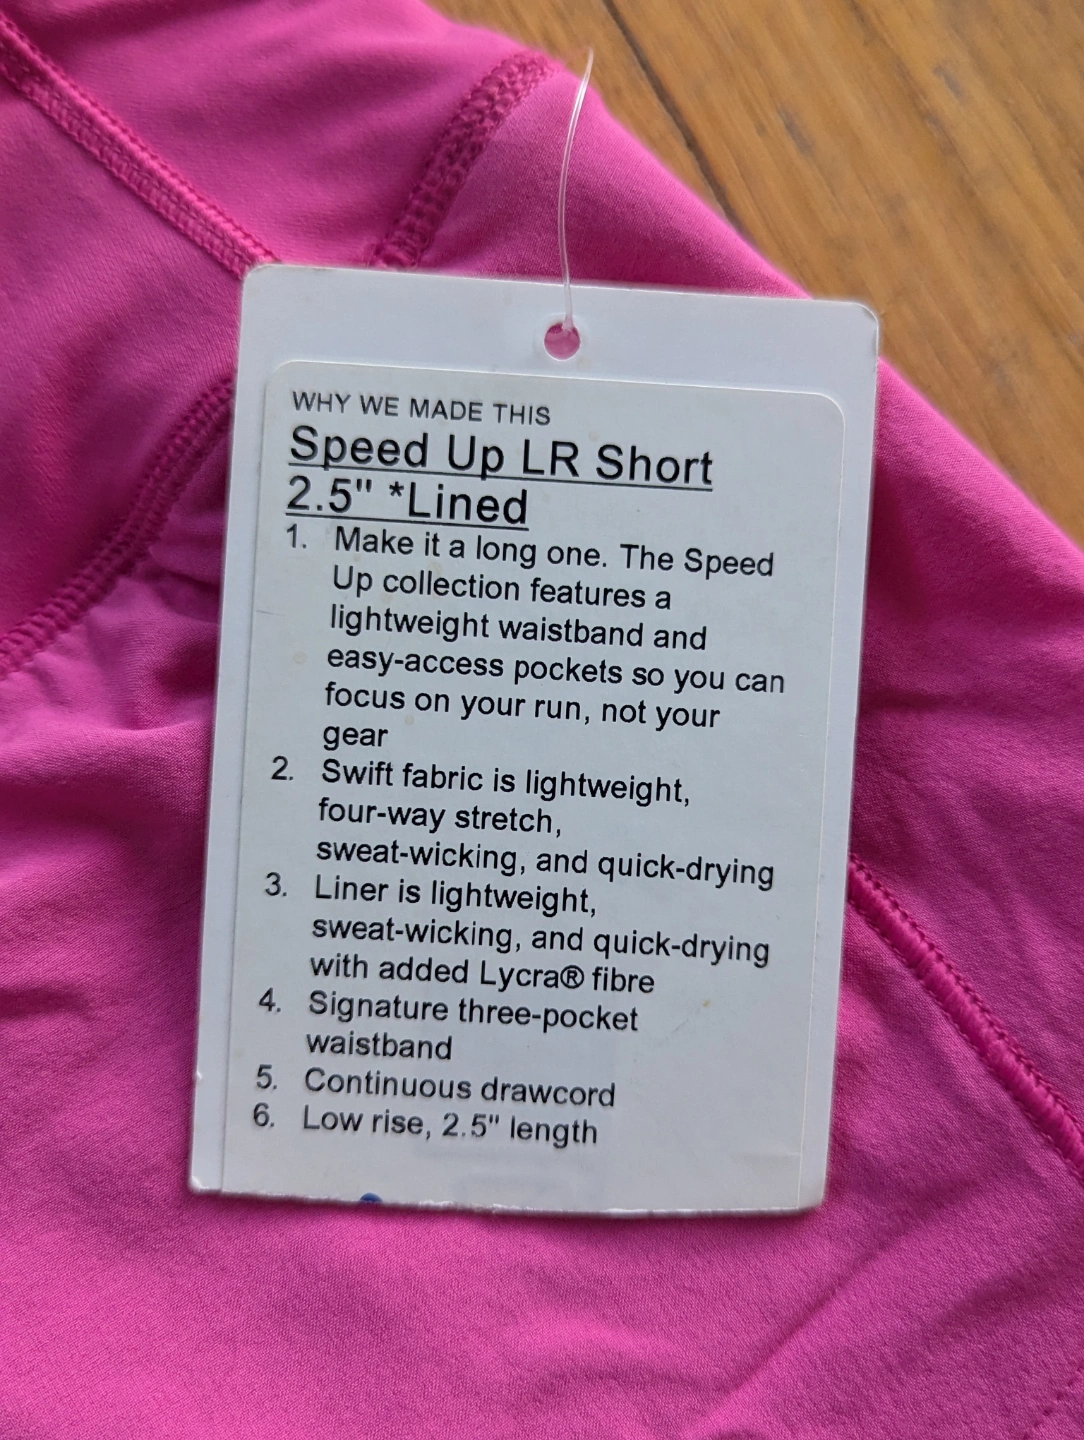 WHY WE MADE THIS
Speed Up LR Short
2.5" *Lined
1. Make it a long one. The Speed
Up collection features a
lightweight waistband and
easy-access pockets so you can
focus on your run, not your
gear
2. Swift fabric is lightweight,
four-way stretch,
sweat-wicking, and quick-drying
3. Liner is lightweight,
sweat-wicking, and quick-drying
with added Lycra® fibre
4. Signature three-pocket
waistband
5. Continuous drawcord
6. Low rise, 2.5" length